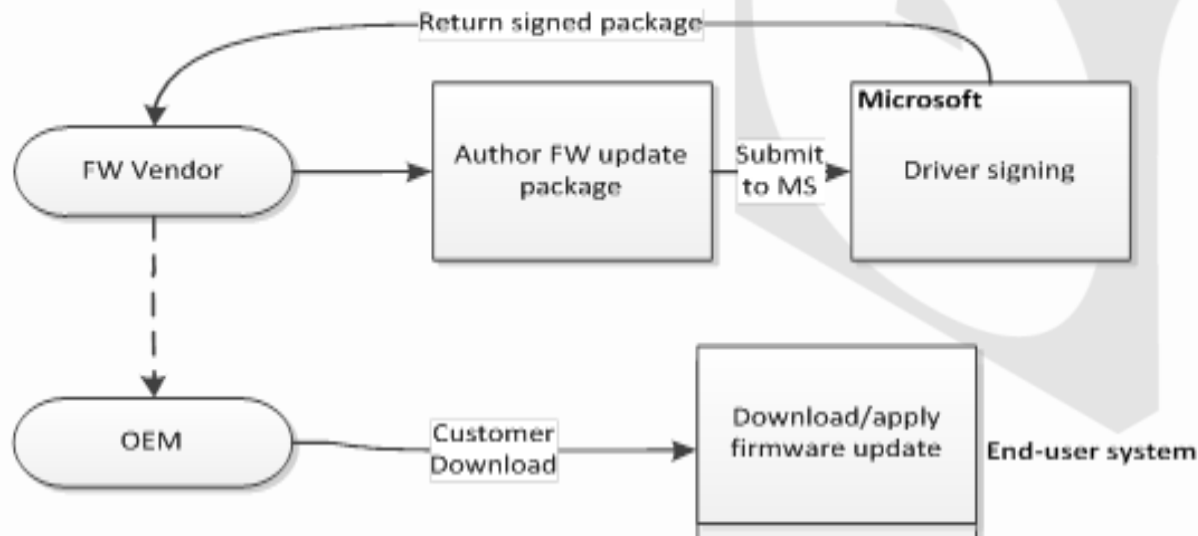 Return signed package
Microsoft
FW Vendor
Author FW update
package
Submit
to MS
Driver signing
OEM
Customer
Download
Download/apply
firmware update
End-user system